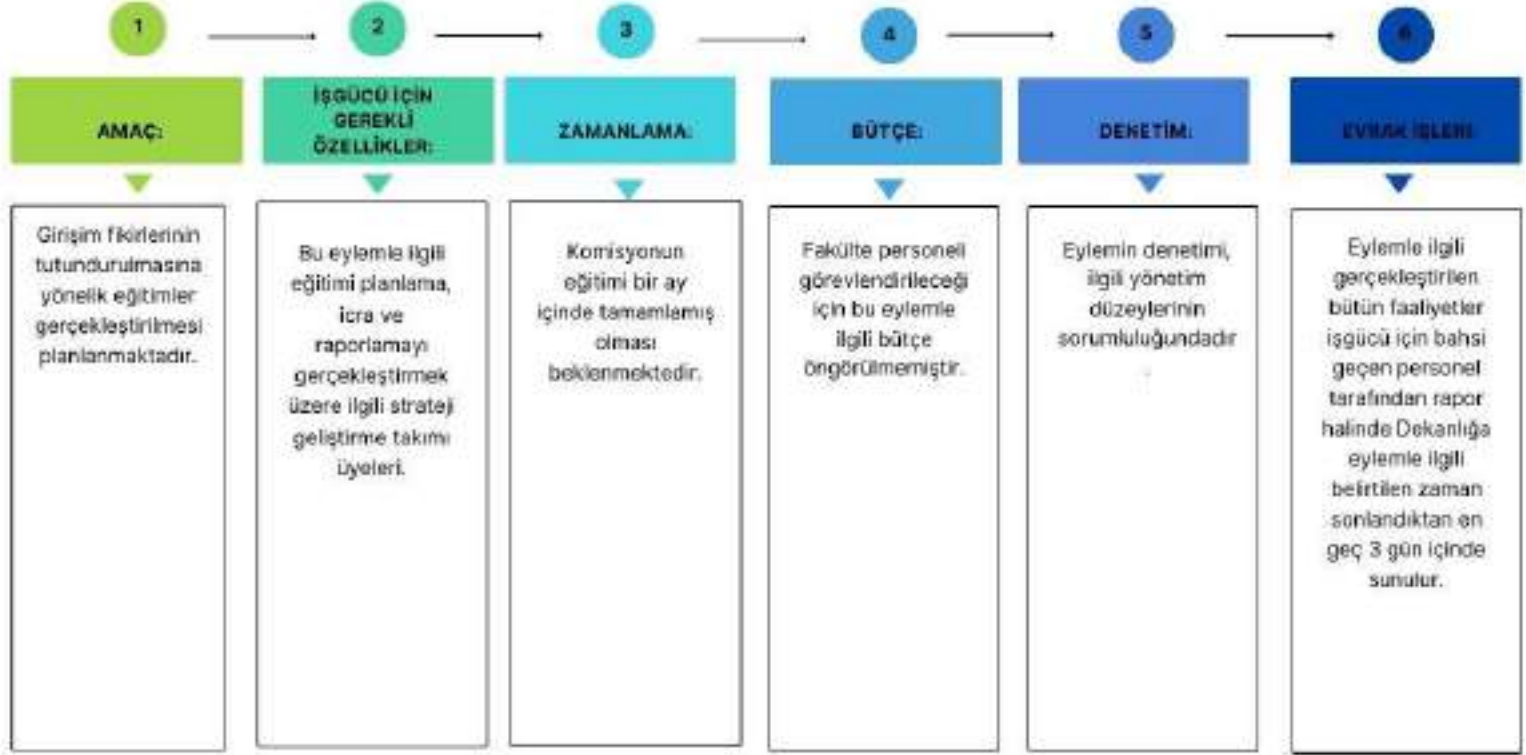 1
2
3
4
5
6
AMAÇ:
İŞGÜCÜ İÇİN
GEREKLİ
ÖZELLİKLER:
ZAMANLAMA:
BÜTÇE:
DENETİM:
EVRAK İŞLERİ:
Girişim fikirlerinin
tutundurulmasına
yönelik eğitimler
gerçekleştirilmesi
planlanmaktadır.
Bu eylemle ilgili
eğitimi planlama,
icra ve
raporlamayı
gerçekleştirmek
üzere ilgili strateji
geliştirme takımı
üyeleri.
Komisyonun
eğitimi bir ay
içinde tamamlamış
olması
beklenmektedir.
Fakülte personeli
görevlendirileceği
için bu eylemle
ilgili bütçe
öngörülmemiştir.
Eylemin denetimi,
ilgili yönetim
düzeylerinin
sorumluluğundadır
.
Eylemle ilgili
gerçekleştirilen
bütün faaliyetler
işgücü için bahsi
geçen personel
tarafından rapor
halinde Dekanlığa
eylemle ilgili
belirtilen zaman
sonlandıktan en
geç 3 gün içinde
sunulur.